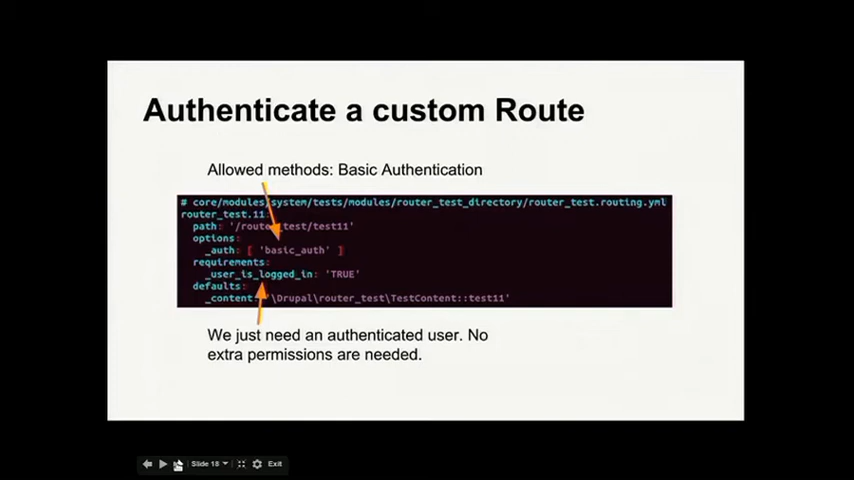 Authenticate a custom Route
Allowed methods: Basic Authentication
# core/modules/system/tests/modules/router_test_directory/router_test.routing.yml
router_test.11:
path: '/router_test/test11'
options:
_auth: [ 'basic_auth' ]
requirements:
_user_is_logged_in: 'TRUE'
defaults:
_content: '\Drupal\router_test\TestContent::test11'
We just need an authenticated user. No
extra permissions are needed.
Slide 18
Exit